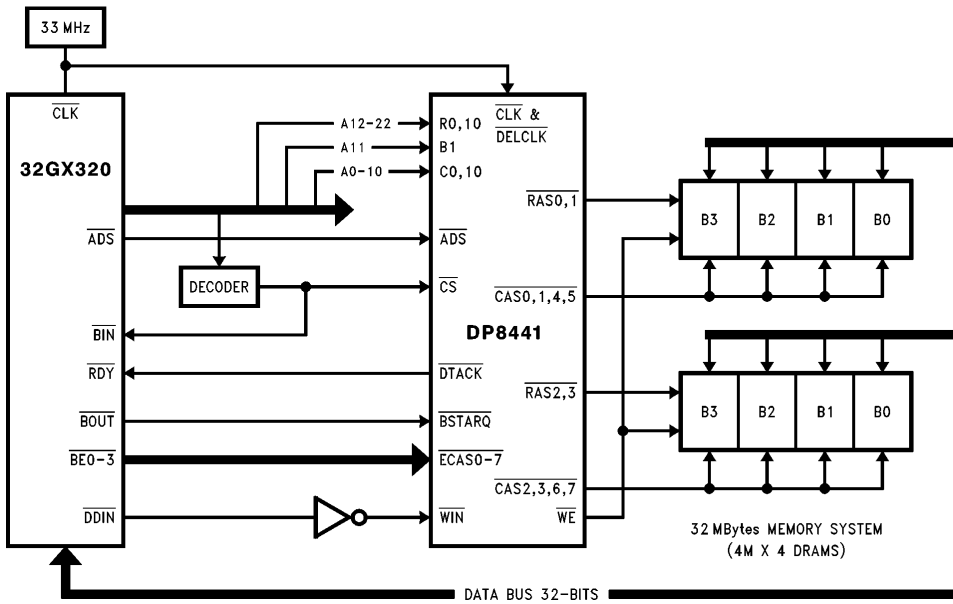 33 MHz
CLK
32GX320
ADS
BIN
RDY
BOUT
BE0-3
DDIN
DECODER
A12-22
A11
A0-10
R0,10
B1
C0,10
CLK &
DELCLK
ADS
CS
DP8441
DTACK
BSTARQ
ECAS0-7
WIN
RAS0,1
CAS0,1,4,5
RAS2,3
CAS2,3,6,7
WE
B3 B2 B1 B0
B3 B2 B1 B0
32 MBytes MEMORY SYSTEM
(4M X 4 DRAMS)
DATA BUS 32-BITS